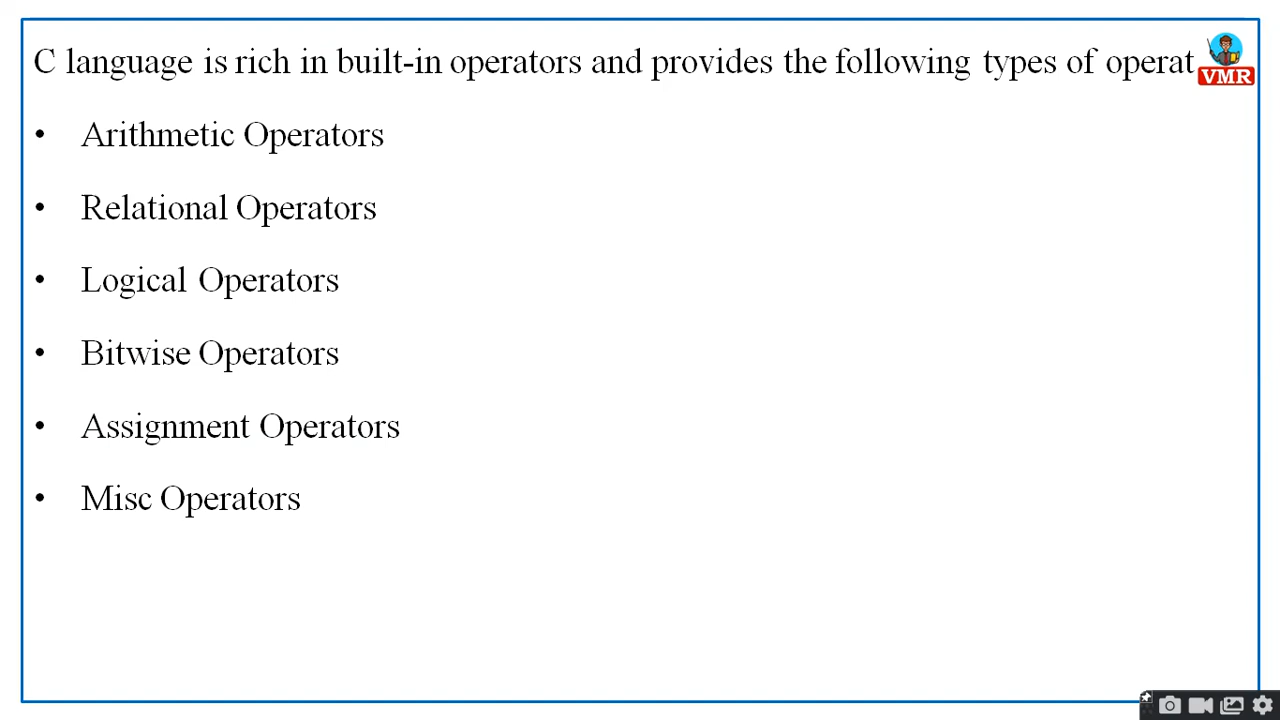 C language is rich in built-in operators and provides the following types of operat
VMR
• Arithmetic Operators
• Relational Operators
• Logical Operators
• Bitwise Operators
• Assignment Operators
• Misc Operators